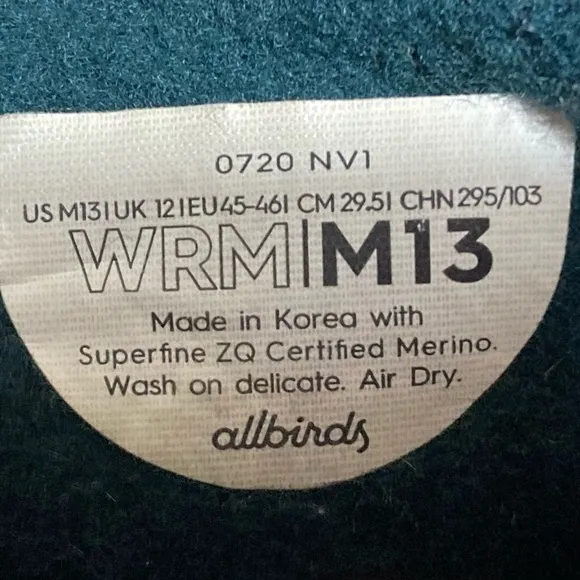 0720 NV1
US M13|UK 12|EU45-46| CM 29.5| CHN 295/103
WRM|M13
Made in Korea with
Superfine ZQ Certified Merino.
Wash on delicate. Air Dry.
allbirds